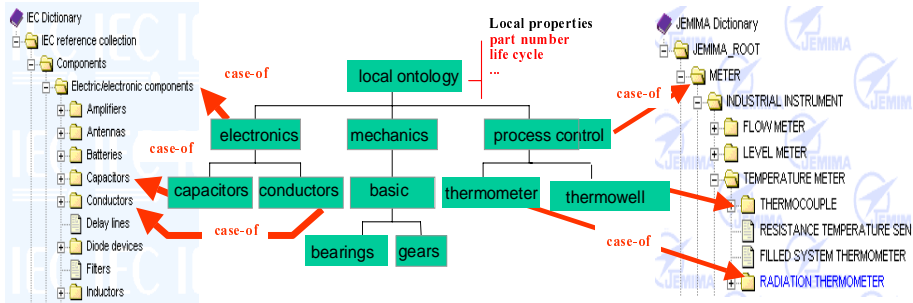 IEC Dictionary
IEC reference collection
Components
Electric/electronic components
Amplifiers
Antennas
Batteries
Capacitors
Conductors
Delay lines
Diode devices
Filters
Inductors
case-of
case-of
case-of
Local properties
part number
life cycle
...
local ontology
electronics
mechanics
process control
capacitors
conductors
basic
thermometer
thermowell
bearings
gears
case-of
case-of
JEMIMA Dictionary
JEMIMA_ROOT
METER
INDUSTRIAL INSTRUMENT
FLOW METER
LEVEL METER
TEMPERATURE METER
THERMOCOUPLE
RESISTANCE TEMPERATURE SEN
FILLED SYSTEM THERMOMETER
RADIATION THERMOMETER
JEMIMA
JEMIMA